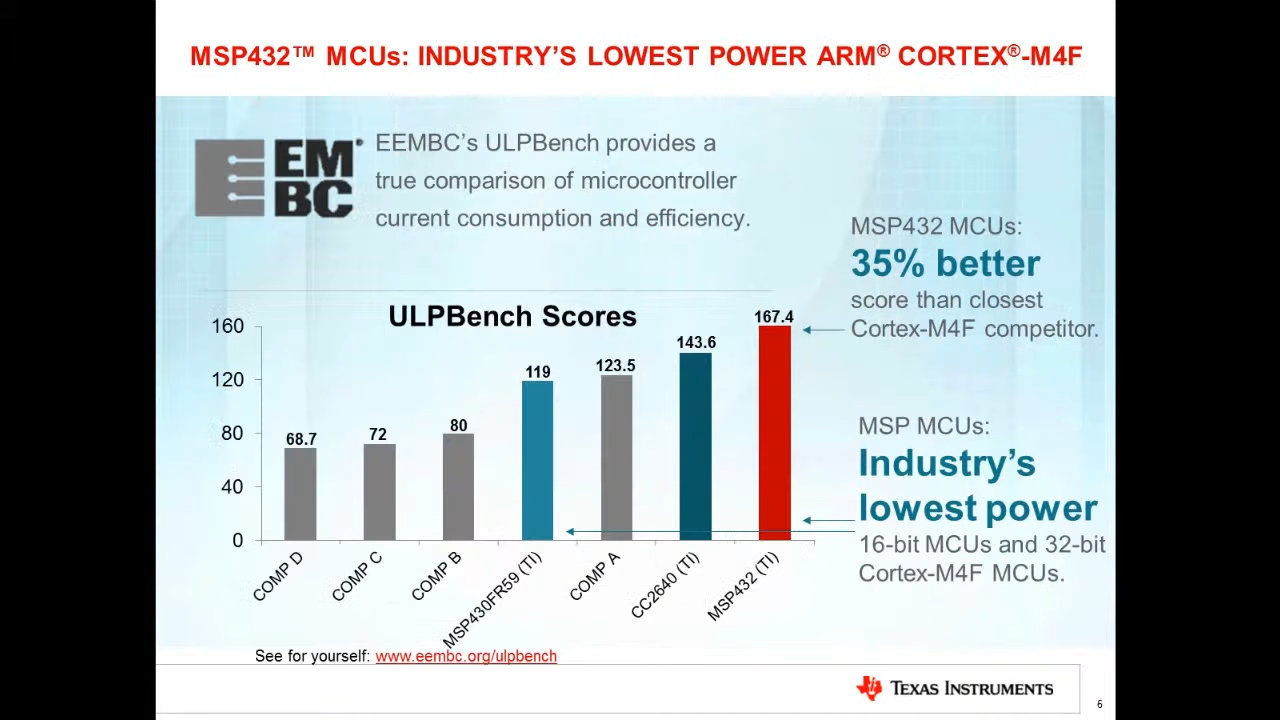 MSP432™ MCUs: INDUSTRY’S LOWEST POWER ARM® CORTEX®-M4F
EM
BC®
EEMBC’s ULPBench provides a
true comparison of microcontroller
current consumption and efficiency.
MSP432 MCUs:
35% better
score than closest
Cortex-M4F competitor.
ULPBench Scores
160
120
80
40
0
68.7
72
80
119
123.5
143.6
167.4
COMP D
COMP C
COMP B
MSP430FR59 (TI)
COMP A
CC2640 (TI)
MSP432 (TI)
MSP MCUs:
Industry’s
lowest power
16-bit MCUs and 32-bit
Cortex-M4F MCUs.
See for yourself: www.eembc.org/ulpbench
TEXAS INSTRUMENTS
6